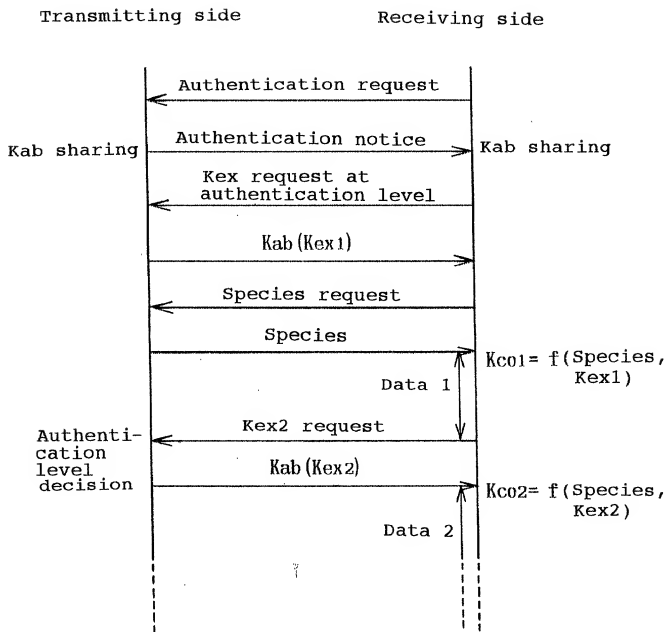 Transmitting side
Receiving side
Authentication request
Authentication notice
Kab sharing
Kab sharing
Kex request at
authentication level
Kab(Kex1)
Species request
Species
Kco1= f(Species,
Kex1)
Data 1
Kex2 request
Authenti-
cation
level
decision
Kab(Kex2)
Kco2= f(Species,
Kex2)
Data 2